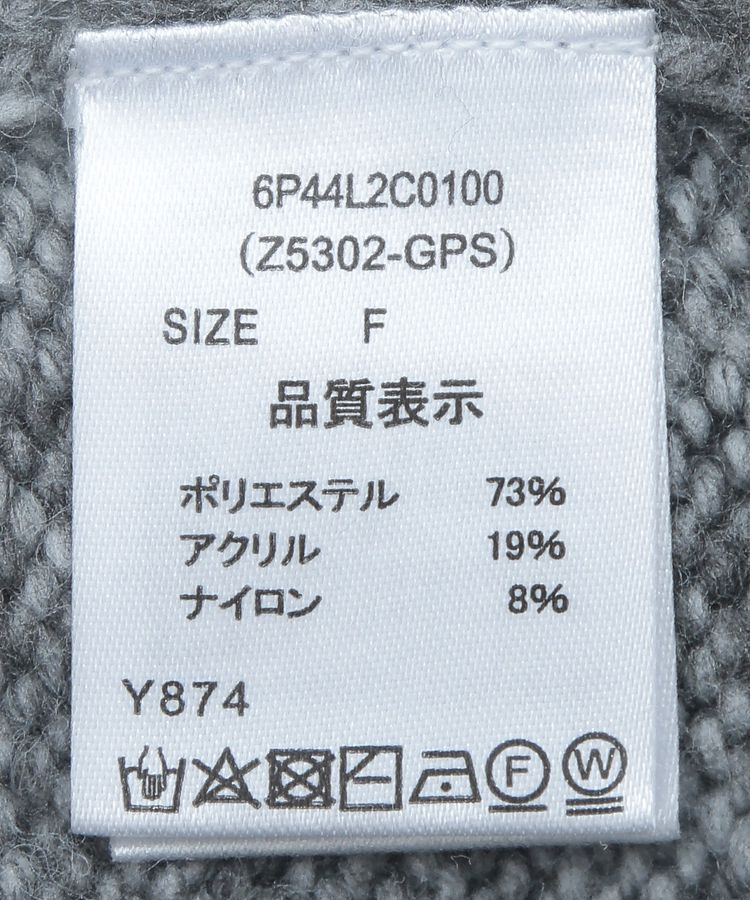 6P44L2C0100
(Z5302-GPS)
SIZE F
品質表示
ポリエステル 73%
アクリル 19%
ナイロン 8%
Y874
F W